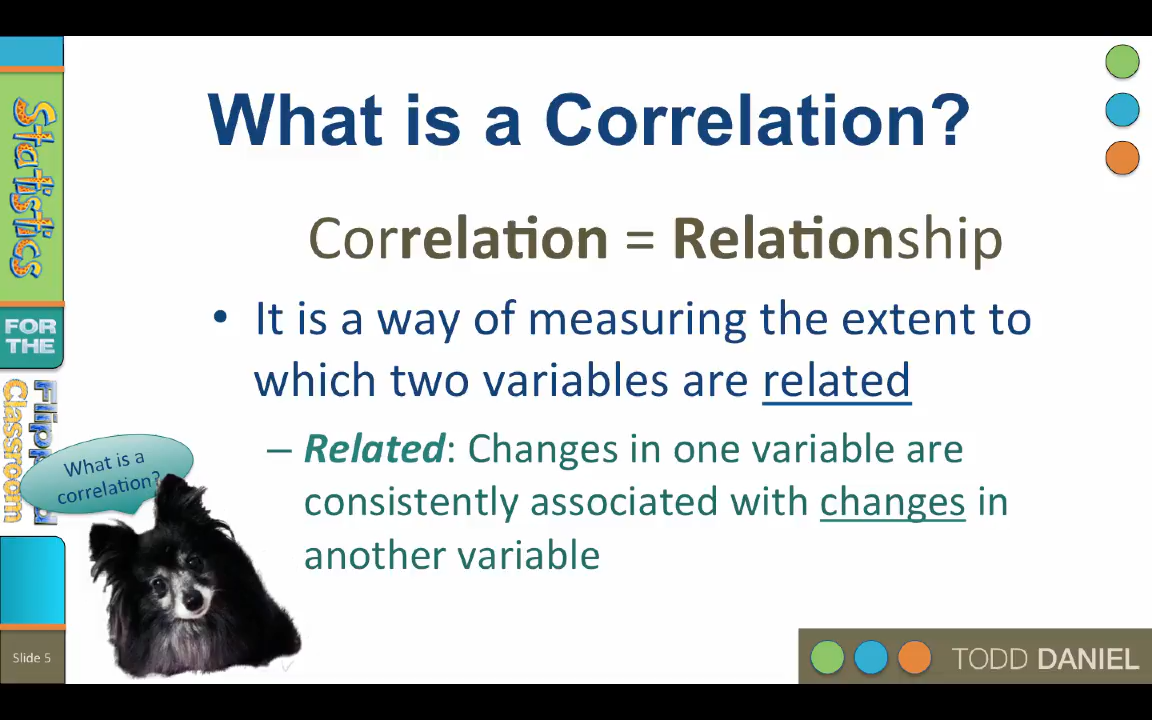 What is a Correlation?
Correlation = Relationship
• It is a way of measuring the extent to
which two variables are related
– Related: Changes in one variable are
consistently associated with changes in
another variable
Statistics
FOR
THE
Flipped
Classroom
What is a
correlation?
Slide 5
TODD DANIEL